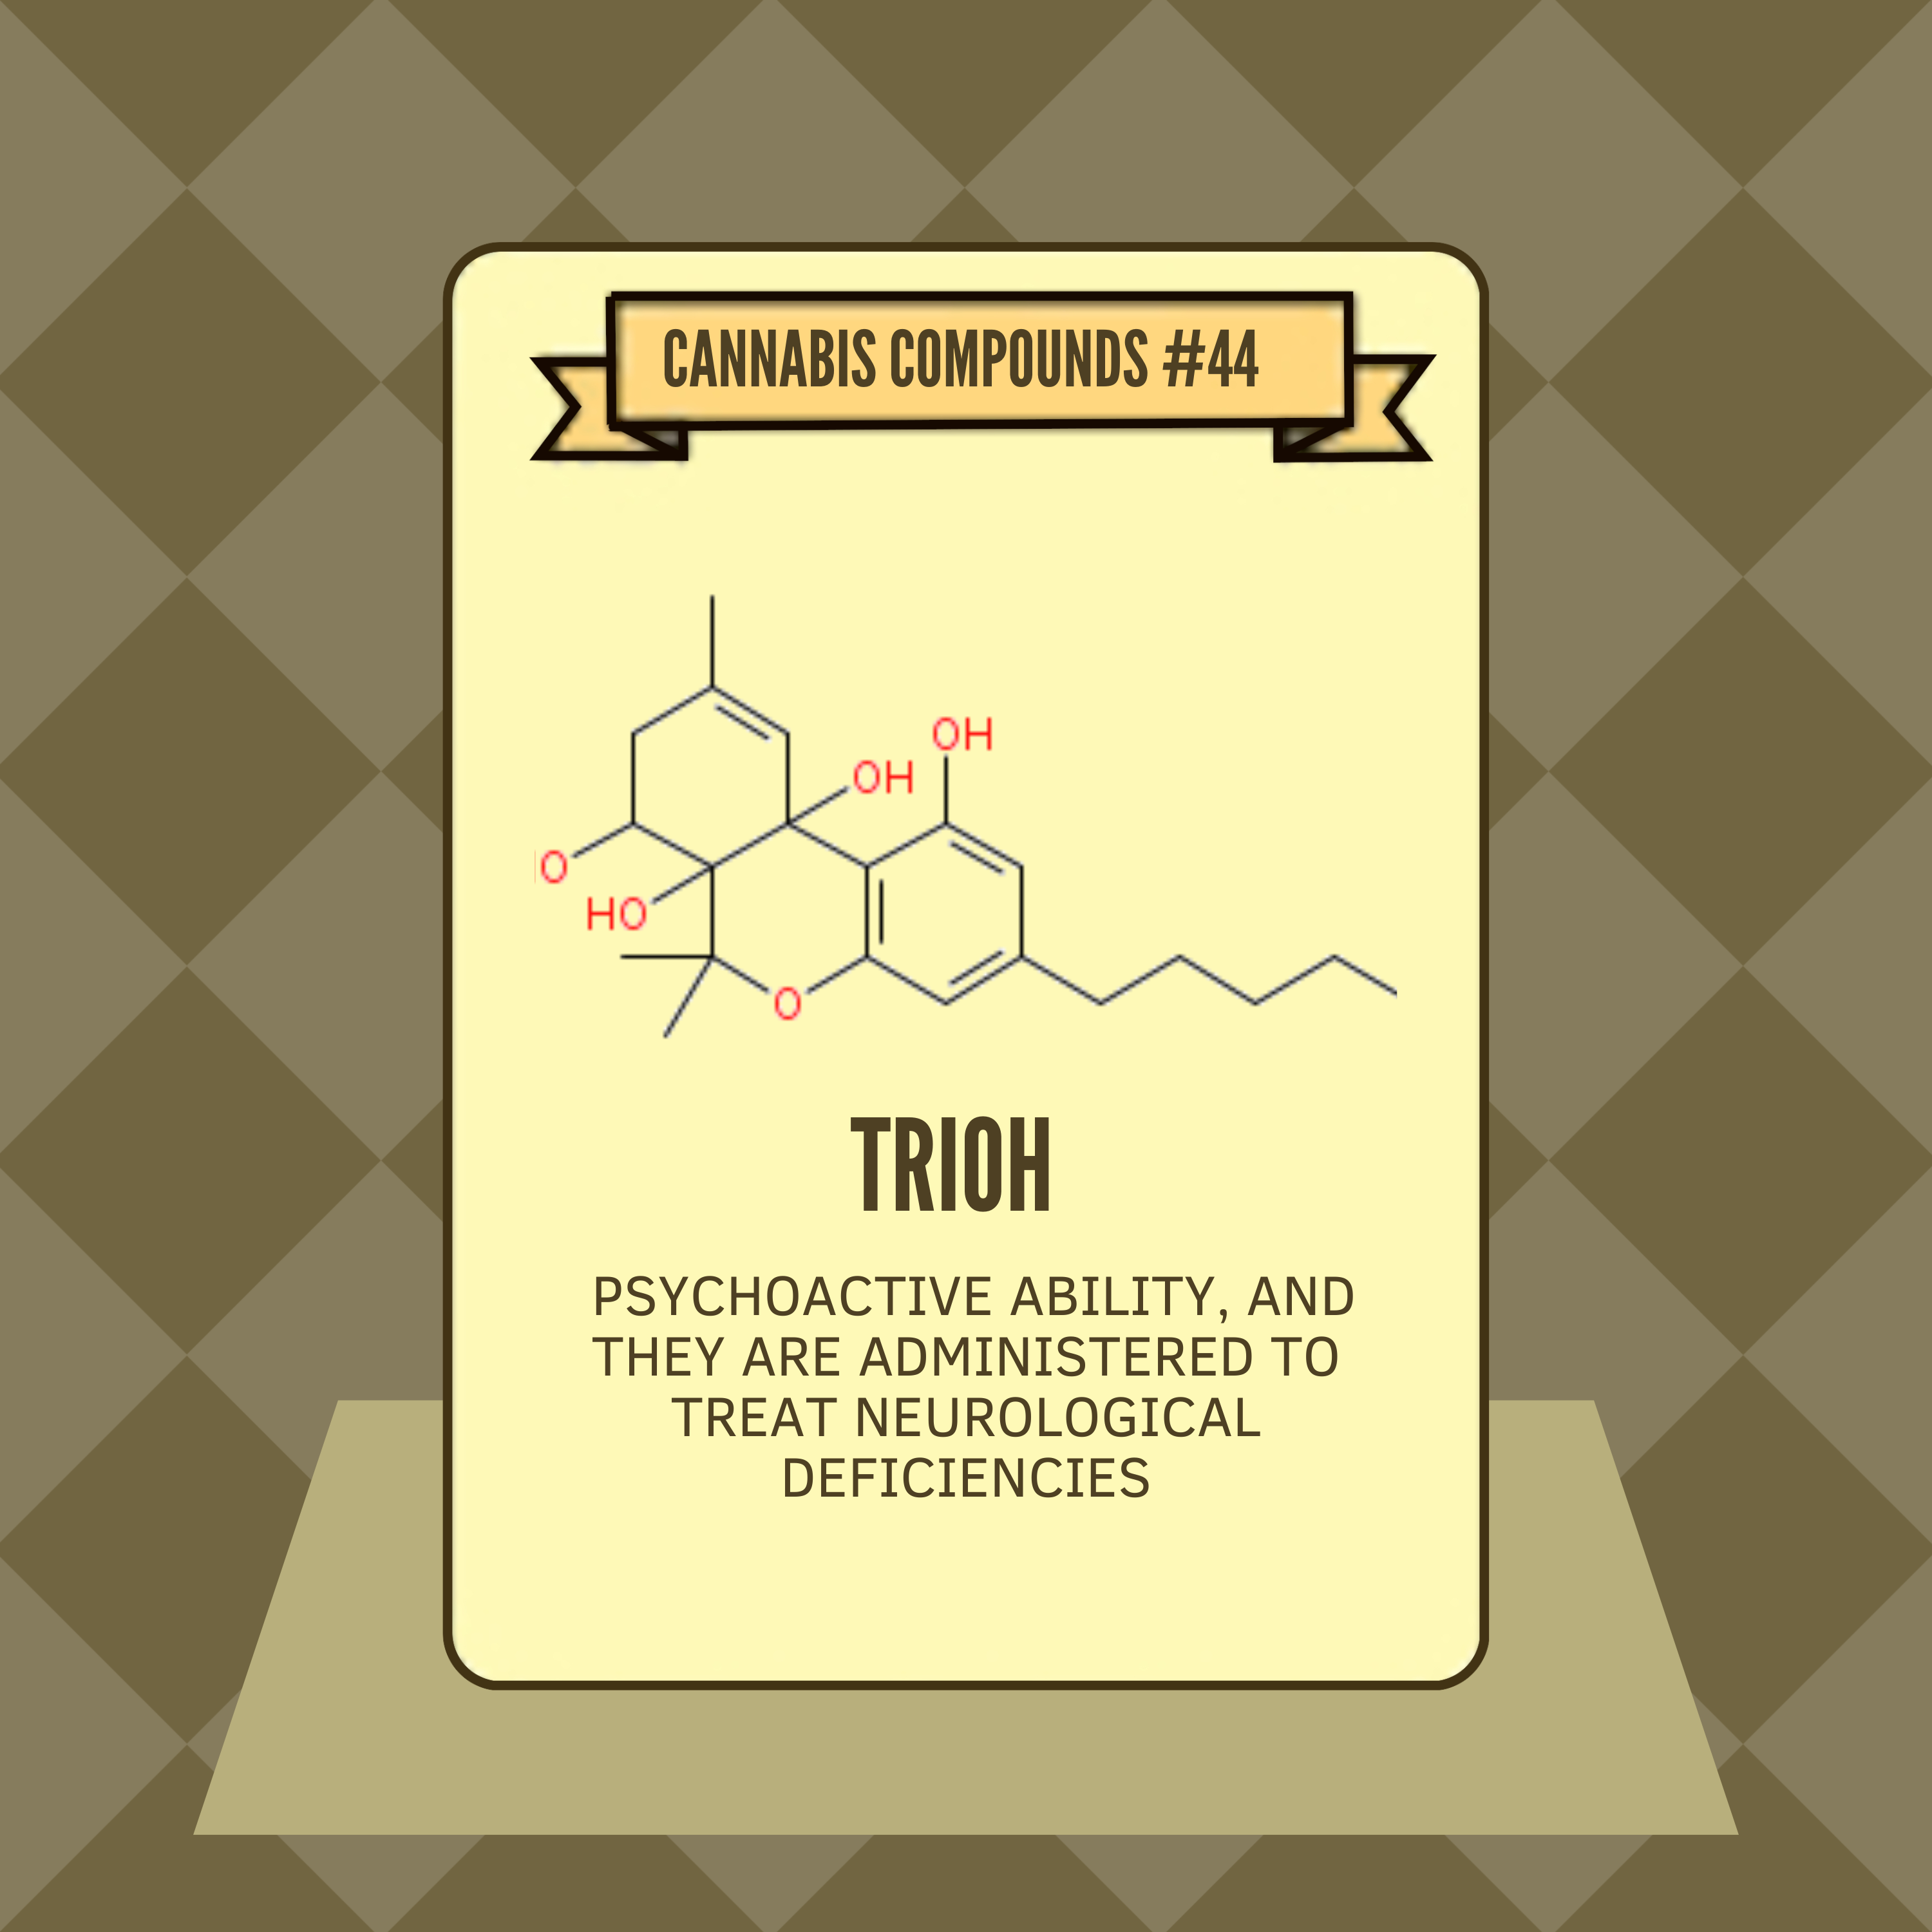 CANNABIS COMPOUNDS #44
OH
OH
O
HO
O
TRIOH
PSYCHOACTIVE ABILITY, AND
THEY ARE ADMINISTERED TO
TREAT NEUROLOGICAL
DEFICIENCIES